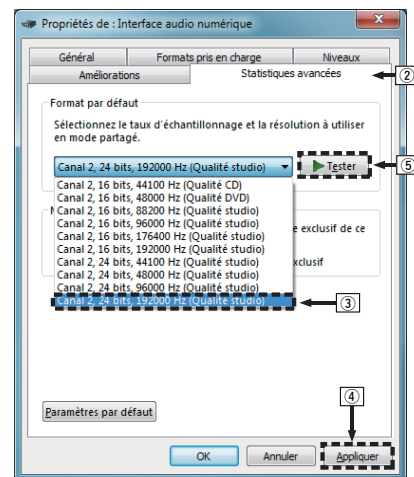 Propriétés de : Interface audio numérique
Général Formats pris en charge Niveaux
Améliorations Statistiques avancées ②
Format par défaut
Sélectionnez le taux d'échantillonnage et la résolution à utiliser
en mode partagé.
Canal 2, 24 bits, 192000 Hz (Qualité studio) Tester ⑤
Canal 2, 16 bits, 44100 Hz (Qualité CD)
Canal 2, 16 bits, 48000 Hz (Qualité DVD)
Canal 2, 16 bits, 88200 Hz (Qualité studio)
Canal 2, 16 bits, 96000 Hz (Qualité studio)
Canal 2, 16 bits, 176400 Hz (Qualité studio)
e exclusif de ce
Canal 2, 16 bits, 192000 Hz (Qualité studio)
Canal 2, 24 bits, 44100 Hz (Qualité studio)
xclusif
Canal 2, 24 bits, 48000 Hz (Qualité studio)
Canal 2, 24 bits, 96000 Hz (Qualité studio)
Canal 2, 24 bits, 192000 Hz (Qualité studio) ③
Paramètres par défaut
④
OK Annuler Appliquer